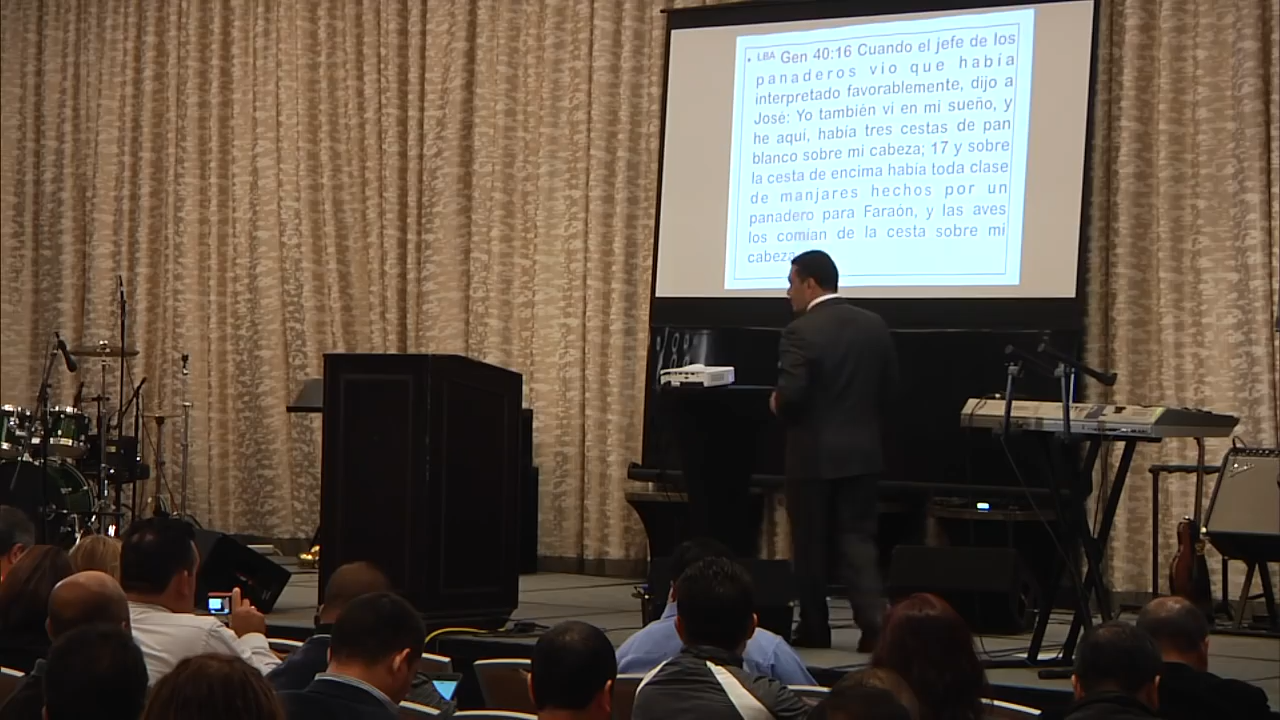 • LBA Gen 40:16 Cuando el jefe de los
panaderos vio que había
interpretado favorablemente, dijo a
José: Yo también vi en mi sueño, y
he aquí, había tres cestas de pan
blanco sobre mi cabeza; 17 y sobre
la cesta de encima había toda clase
de manjares hechos por un
panadero para Faraón, y las aves
los comían de la cesta sobre mi
cabeza